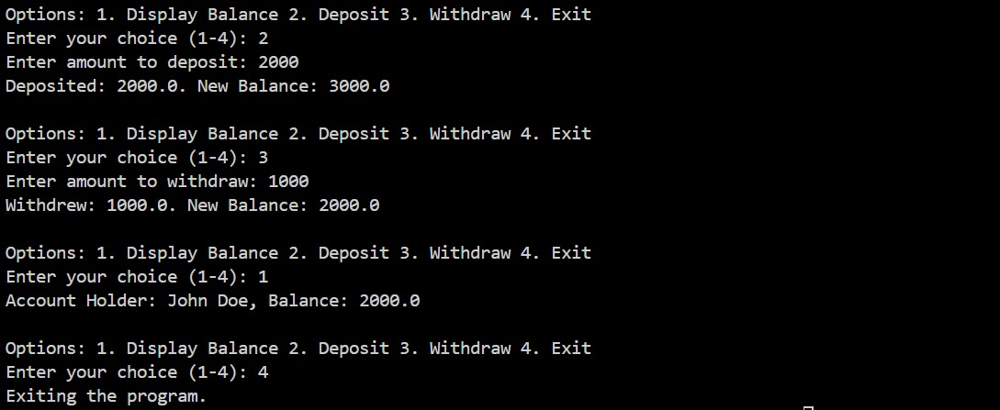 Options: 1. Display Balance 2. Deposit 3. Withdraw 4. Exit
Enter your choice (1-4): 2
Enter amount to deposit: 2000
Deposited: 2000.0. New Balance: 3000.0
Options: 1. Display Balance 2. Deposit 3. Withdraw 4. Exit
Enter your choice (1-4): 3
Enter amount to withdraw: 1000
Withdrew: 1000.0. New Balance: 2000.0
Options: 1. Display Balance 2. Deposit 3. Withdraw 4. Exit
Enter your choice (1-4): 1
Account Holder: John Doe, Balance: 2000.0
Options: 1. Display Balance 2. Deposit 3. Withdraw 4. Exit
Enter your choice (1-4): 4
Exiting the program.